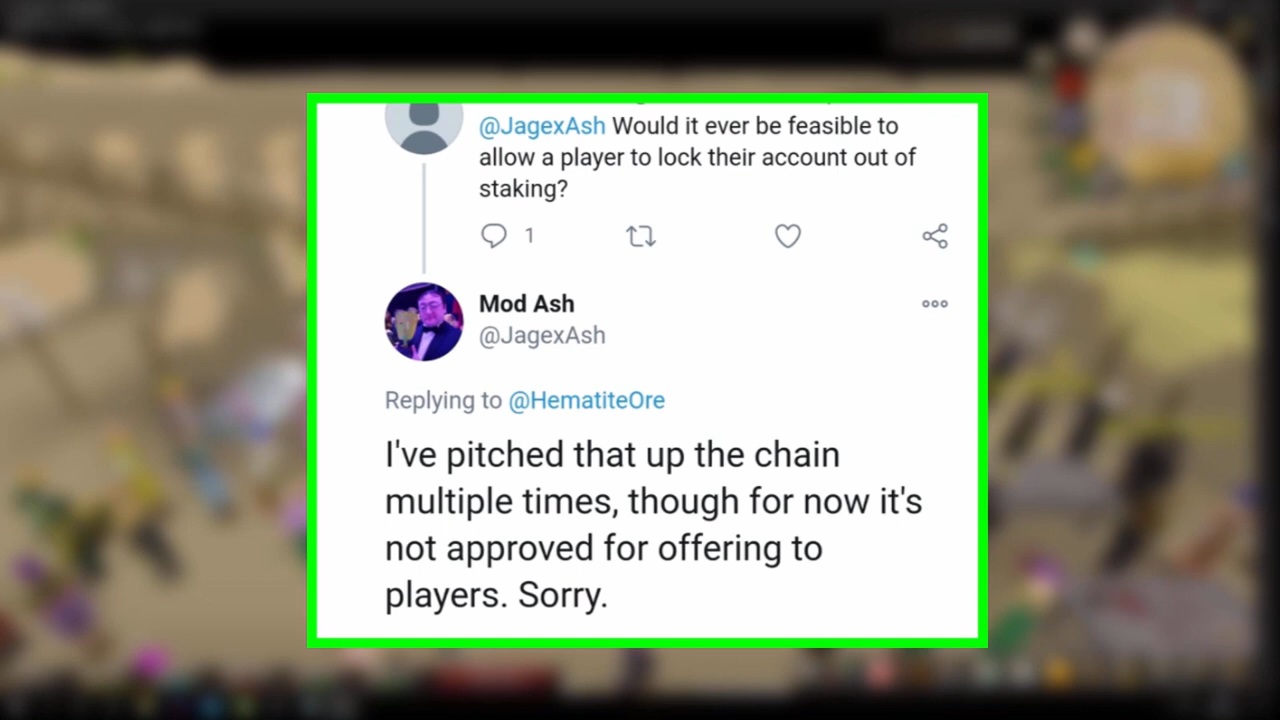 @JagexAsh Would it ever be feasible to
allow a player to lock their account out of
staking?
1
Mod Ash
@JagexAsh
Replying to @HematiteOre
I've pitched that up the chain
multiple times, though for now it's
not approved for offering to
players. Sorry.